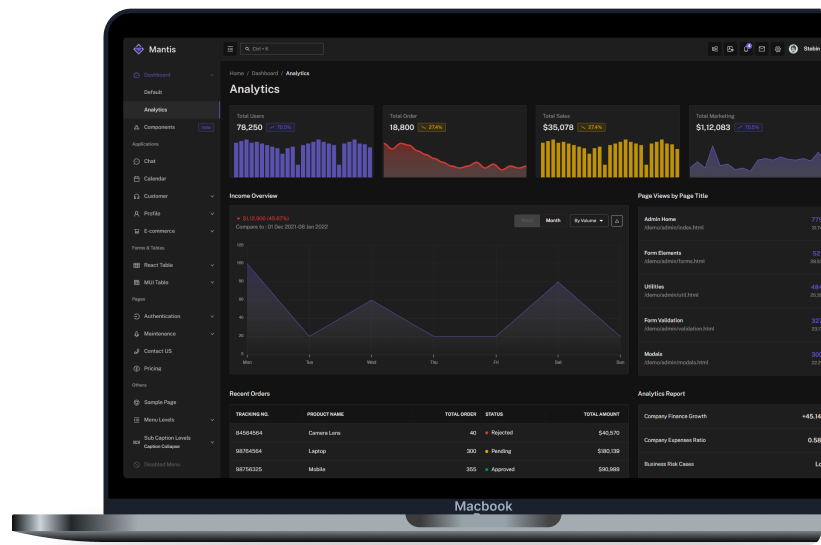 Mantis
Ctrl + K
Stebin
Dashboard
Default
Analytics
Components
New
Applications
Chat
Calendar
Customer
Profile
E-commerce
Forms & Tables
React Table
MUI Table
Pages
Authentication
Maintenance
Contact US
Pricing
Others
Sample Page
Menu Levels
Sub Caption Levels
Caption Collapse
Disabled Menu
Home / Dashboard / Analytics
Analytics
Total Users
78,250 70.5%
Total Order
18,800 27.4%
Total Sales
$35,078 27.4%
Total Marketing
$1,12,083 70.5%
Income Overview
$1,12,900 (45.67%)
Compare to : 01 Dec 2021-08 Jan 2022
Month
By Volume
120
100
80
60
40
20
0
Mon Tue Wed Thu Fri Sat Sun
Page Views by Page Title
Admin Home
/demo/admin/index.html
Form Elements
/demo/admin/forms.html
Utilities
/demo/admin/util.html
Form Validation
/demo/admin/validation.html
Modals
/demo/admin/modals.html
Recent Orders
TRACKING NO. PRODUCT NAME TOTAL ORDER STATUS TOTAL AMOUNT
84564564 Camera Lens 40 Rejected $40,570
98764564 Laptop 300 Pending $180,139
98756325 Mobile 355 Approved $90,989
Analytics Report
Company Finance Growth +45.14
Company Expenses Ratio 0.58
Business Risk Cases Lo
Macbook